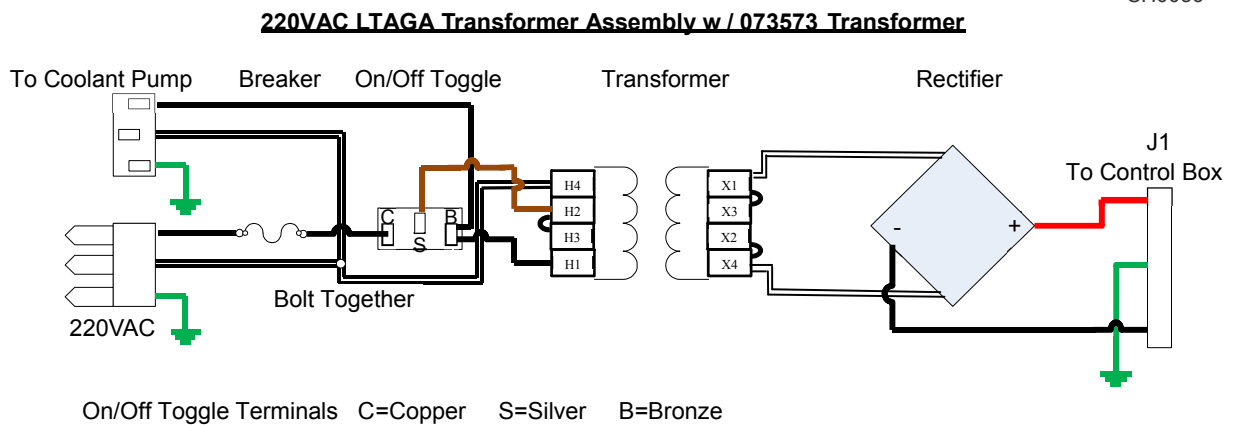 220VAC LTAGA Transformer Assembly w / 073573 Transformer
To Coolant Pump Breaker On/Off Toggle Transformer Rectifier
J1
To Control Box
H4 X1
H2 X3
H3 X2
H1 X4
C B
S
- +
Bolt Together
220VAC
On/Off Toggle Terminals C=Copper S=Silver B=Bronze